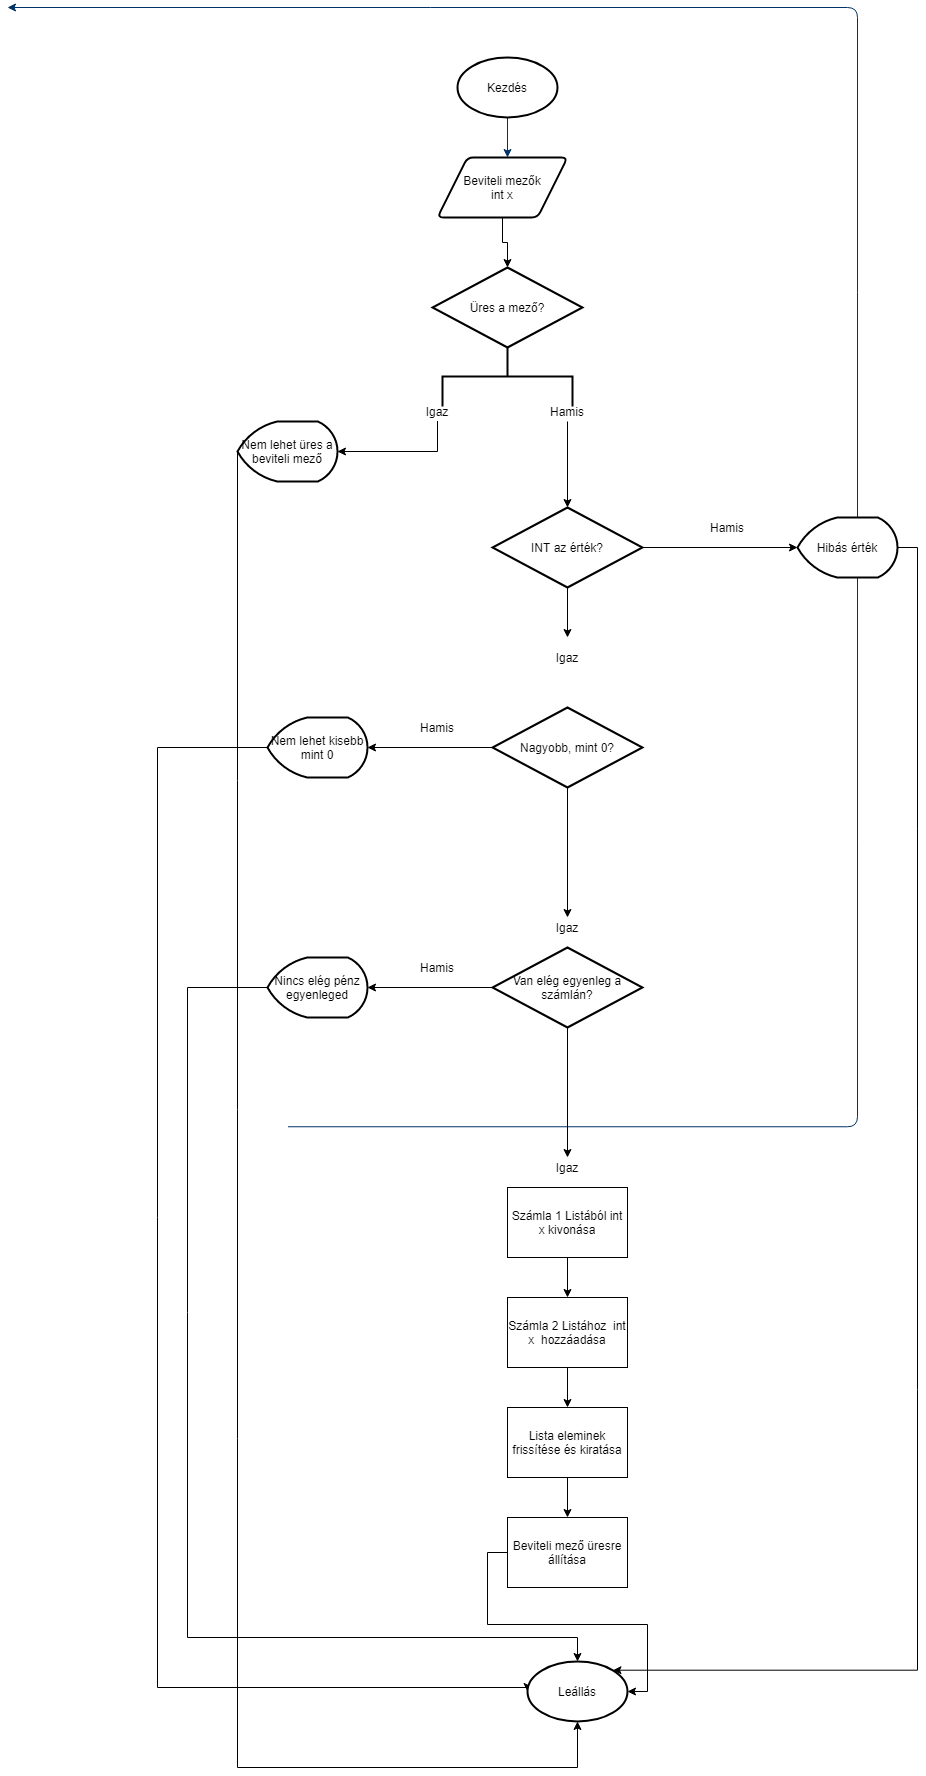 Kezdés
Beviteli mezők
int x
Üres a mező?
Igaz
Hamis
Nem lehet üres a
beviteli mező
INT az érték?
Hamis
Hibás érték
Igaz
Nem lehet kisebb
mint 0
Hamis
Nagyobb, mint 0?
Igaz
Nincs elég pénz
egyenleged
Hamis
Van elég egyenleg a
számlán?
Igaz
Számla 1 Listából int
x kivonása
Számla 2 Listához  int
x  hozzáadása
Lista eleminek
frissítése és kiratása
Beviteli mező üresre
állítása
Leállás